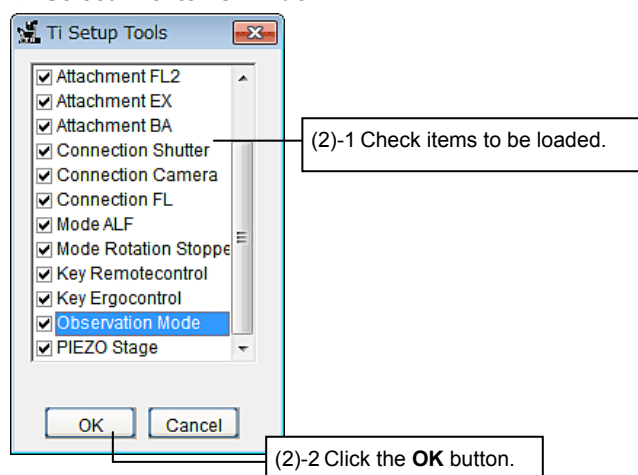 Ti Setup Tools
Attachment FL2
Attachment EX
Attachment BA
(2)-1 Check items to be loaded.
Connection Shutter
Connection Camera
Connection FL
Mode ALF
Mode Rotation Stoppe
Key Remotecontrol
Key Ergocontrol
Observation Mode
PIEZO Stage
OK
Cancel
(2)-2 Click the OK button.